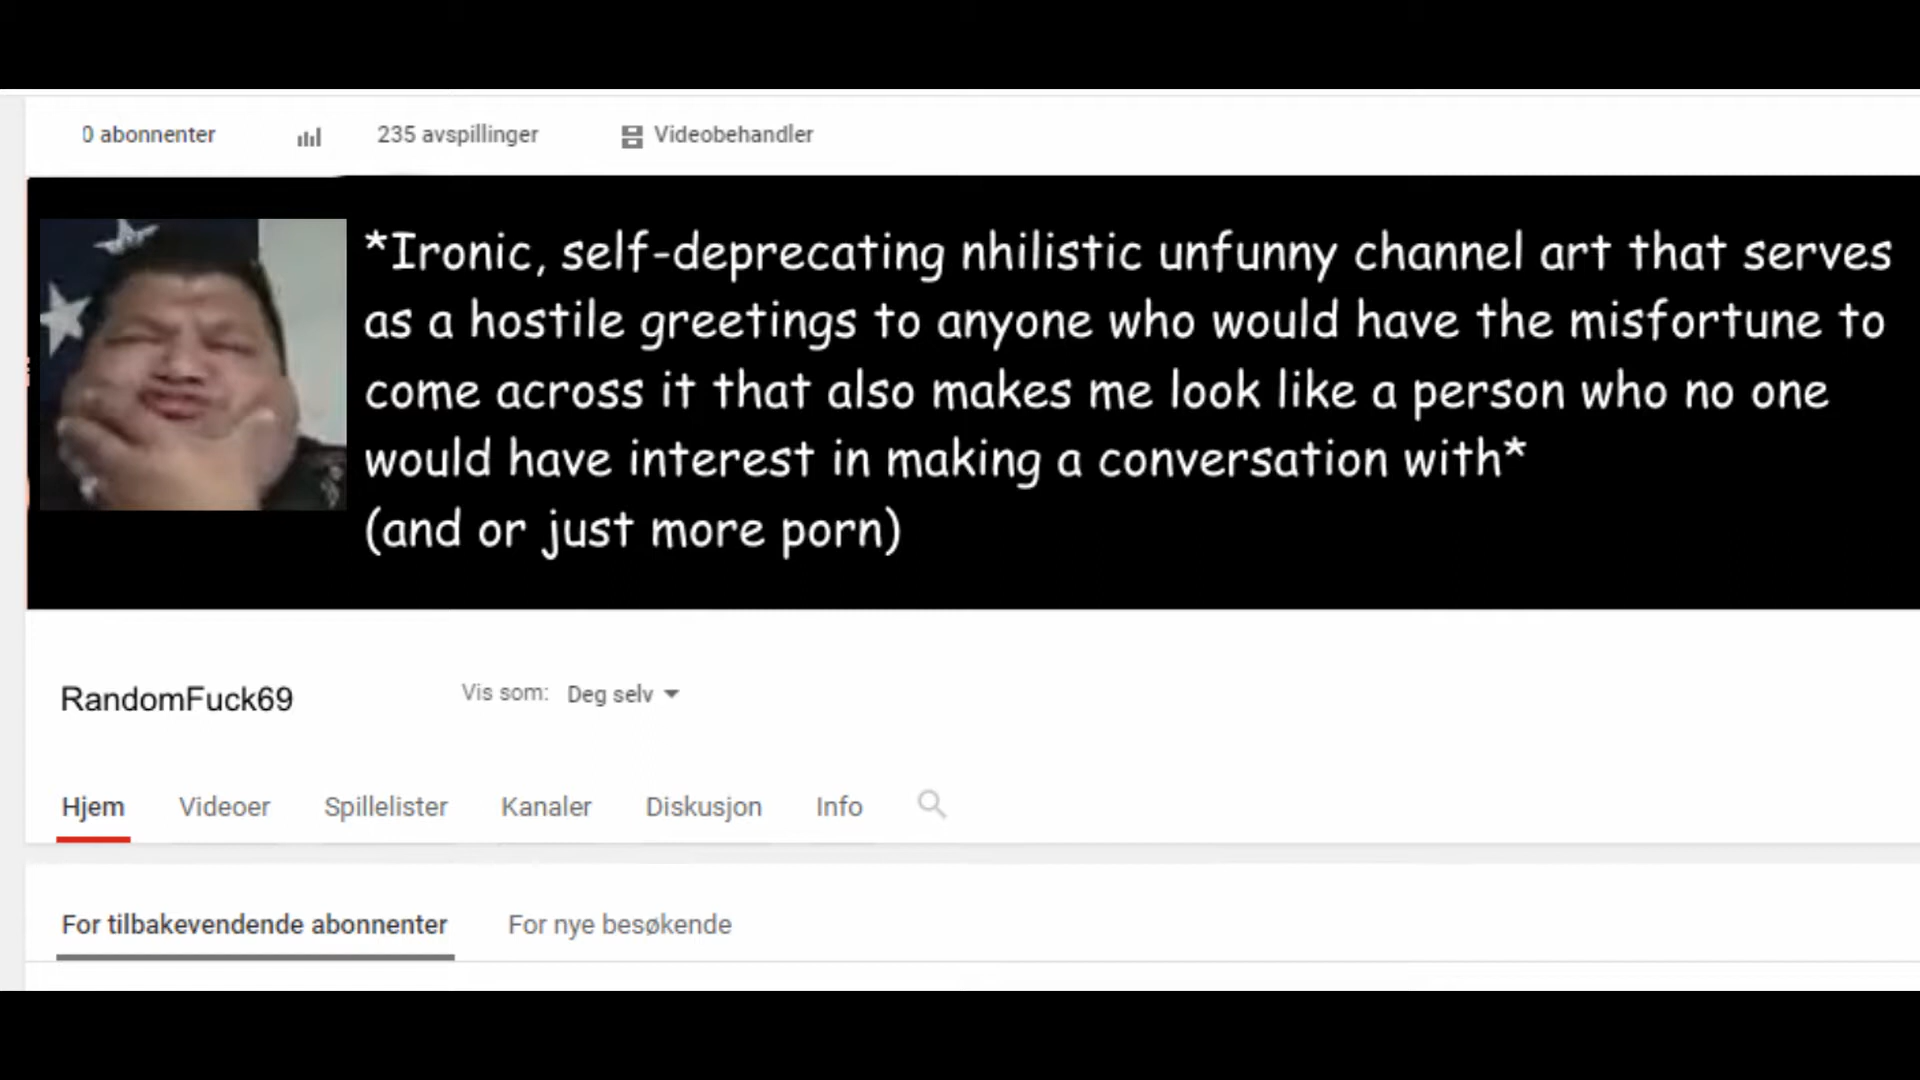 0 abonnenter 235 avspillinger Videobehandler
*Ironic, self-deprecating nhilistic unfunny channel art that serves
as a hostile greetings to anyone who would have the misfortune to
come across it that also makes me look like a person who no one
would have interest in making a conversation with*
(and or just more porn)
RandomFuck69 Vis som: Deg selv
Hjem Videoer Spillelister Kanaler Diskusjon Info
For tilbakevendende abonnenter For nye besøkende